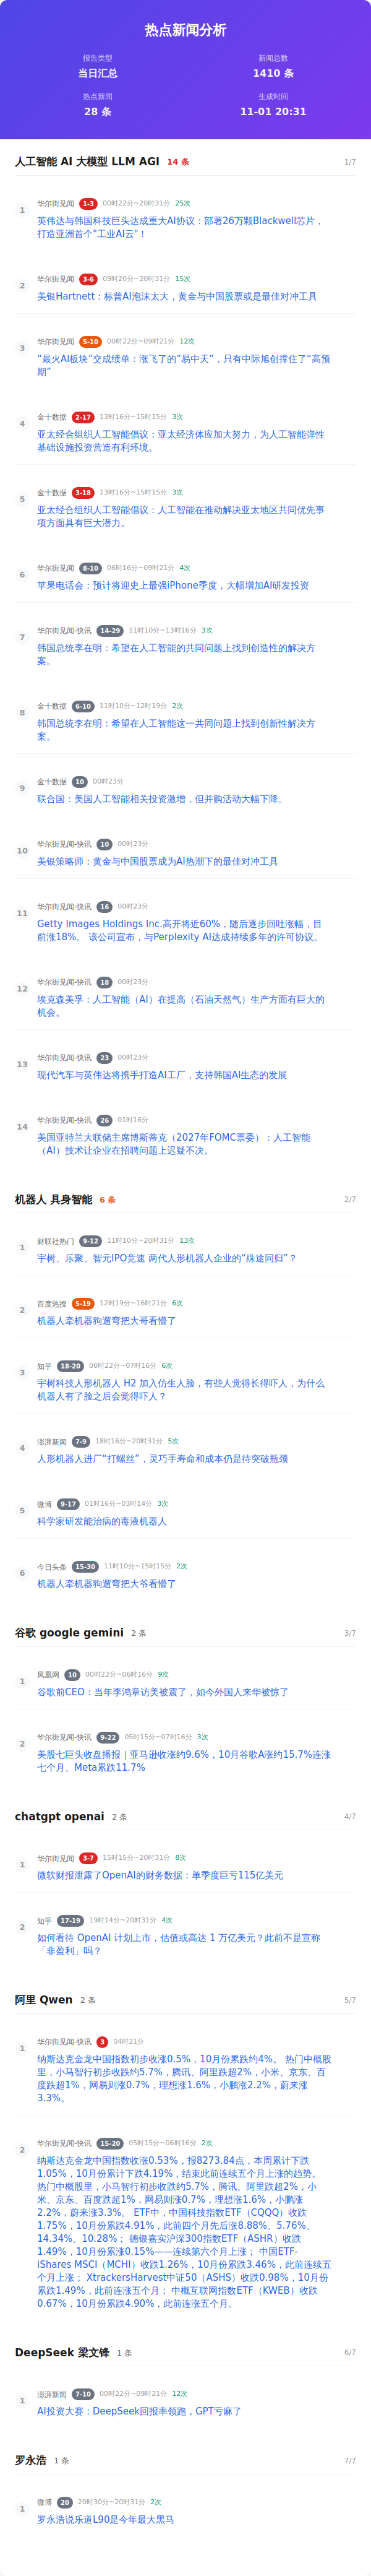 热点新闻分析
报告类型 新闻总数
当日汇总 1410 条
热点新闻 生成时间
28 条 11-01 20:31
人工智能 AI 大模型 LLM AGI 14 条 1/7
1 华尔街见闻 1-3 00时22分~20时31分 25次
英伟达与韩国科技巨头达成重大AI协议：部署26万颗Blackwell芯片，
打造亚洲首个"工业AI云"！
2 华尔街见闻 3-6 09时20分~20时31分 15次
美银Hartnett：标普AI泡沫太大，黄金与中国股票或是最佳对冲工具
3 华尔街见闻 5-10 00时22分~09时21分 12次
“最火AI板块”交成绩单：涨飞了的“易中天”，只有中际旭创撑住了“高预
期”
4 金十数据 2-17 13时16分~15时15分 3次
亚太经合组织人工智能倡议：亚太经济体应加大努力，为人工智能弹性
基础设施投资营造有利环境。
5 金十数据 3-18 13时16分~15时15分 3次
亚太经合组织人工智能倡议：人工智能在推动解决亚太地区共同优先事
项方面具有巨大潜力。
6 华尔街见闻 8-10 06时16分~09时21分 4次
苹果电话会：预计将迎史上最强iPhone季度，大幅增加AI研发投资
7 华尔街见闻-快讯 14-29 11时10分~13时16分 3次
韩国总统李在明：希望在人工智能的共同问题上找到创造性的解决方
案。
8 金十数据 6-10 11时10分~12时19分 2次
韩国总统李在明：希望在人工智能这一共同问题上找到创新性解决方
案。
9 金十数据 10 00时23分
联合国：美国人工智能相关投资激增，但并购活动大幅下降。
10 华尔街见闻-快讯 10 00时23分
美银策略师：黄金与中国股票成为AI热潮下的最佳对冲工具
11 华尔街见闻-快讯 16 00时23分
Getty Images Holdings Inc.高开将近60%，随后逐步回吐涨幅，目
前涨18%。 该公司宣布，与Perplexity AI达成持续多年的许可协议。
12 华尔街见闻-快讯 18 00时23分
埃克森美孚：人工智能（AI）在提高（石油天然气）生产方面有巨大的
机会。
13 华尔街见闻-快讯 23 00时23分
现代汽车与英伟达将携手打造AI工厂，支持韩国AI生态的发展
14 华尔街见闻-快讯 26 01时16分
美国亚特兰大联储主席博斯蒂克（2027年FOMC票委）：人工智能
（AI）技术让企业在招聘问题上迟疑不决。
机器人 具身智能 6 条 2/7
1 财联社热门 9-12 11时10分~20时31分 13次
宇树、乐聚、智元IPO竞速 两代人形机器人企业的“殊途同归”？
2 百度热搜 5-19 12时19分~16时21分 6次
机器人牵机器狗遛弯把大哥看懵了
3 知乎 18-20 00时22分~07时16分 6次
宇树科技人形机器人 H2 加入仿生人脸，有些人觉得长得吓人，为什么
机器人有了脸之后会觉得吓人？
4 澎湃新闻 7-9 18时16分~20时31分 5次
人形机器人进厂“打螺丝”，灵巧手寿命和成本仍是待突破瓶颈
5 微博 9-17 01时16分~03时14分 3次
科学家研发能治病的毒液机器人
6 今日头条 15-30 11时10分~15时15分 2次
机器人牵机器狗遛弯把大爷看懵了
谷歌 google gemini 2 条 3/7
1 凤凰网 10 00时22分~06时16分 9次
谷歌前CEO：当年李鸿章访美被震了，如今外国人来华被惊了
2 华尔街见闻-快讯 9-22 05时15分~07时16分 3次
美股七巨头收盘播报｜亚马逊收涨约9.6%，10月谷歌A涨约15.7%连涨
七个月、Meta累跌11.7%
chatgpt openai 2 条 4/7
1 华尔街见闻 3-7 15时15分~20时31分 8次
微软财报泄露了OpenAI的财务数据：单季度巨亏115亿美元
2 知乎 17-19 19时14分~20时31分 4次
如何看待 OpenAI 计划上市，估值或高达 1 万亿美元？此前不是宣称
「非盈利」吗？
阿里 Qwen 2 条 5/7
1 华尔街见闻-快讯 3 04时21分
纳斯达克金龙中国指数初步收涨0.5%，10月份累跌约4%。 热门中概股
里，小马智行初步收跌约5.7%，腾讯、阿里跌超2%，小米、京东、百
度跌超1%，网易则涨0.7%，理想涨1.6%，小鹏涨2.2%，蔚来涨
3.3%。
2 华尔街见闻-快讯 15-20 05时15分~06时16分 2次
纳斯达克金龙中国指数收涨0.53%，报8273.84点，本周累计下跌
1.05%，10月份累计下跌4.19%，结束此前连续五个月上涨的趋势。
热门中概股里，小马智行初步收跌约5.7%，腾讯、阿里跌超2%，小
米、京东、百度跌超1%，网易则涨0.7%，理想涨1.6%，小鹏涨
2.2%，蔚来涨3.3%。 ETF中，中国科技指数ETF（CQQQ）收跌
1.75%，10月份累跌4.91%，此前四个月先后涨8.88%、5.76%、
14.34%、10.28%； 德银嘉实沪深300指数ETF（ASHR）收跌
1.49%，10月份累涨0.15%——连续第六个月上涨； 中国ETF-
iShares MSCI（MCHI）收跌1.26%，10月份累跌3.46%，此前连续五
个月上涨； XtrackersHarvest中证50（ASHS）收跌0.98%，10月份
累跌1.49%，此前连涨五个月； 中概互联网指数ETF（KWEB）收跌
0.67%，10月份累跌4.90%，此前连涨五个月。
DeepSeek 梁文锋 1 条 6/7
1 澎湃新闻 7-10 00时22分~09时21分 12次
AI投资大赛：DeepSeek回报率领跑，GPT亏麻了
罗永浩 1 条 7/7
1 微博 20 20时30分~20时31分 2次
罗永浩说乐道L90是今年最大黑马